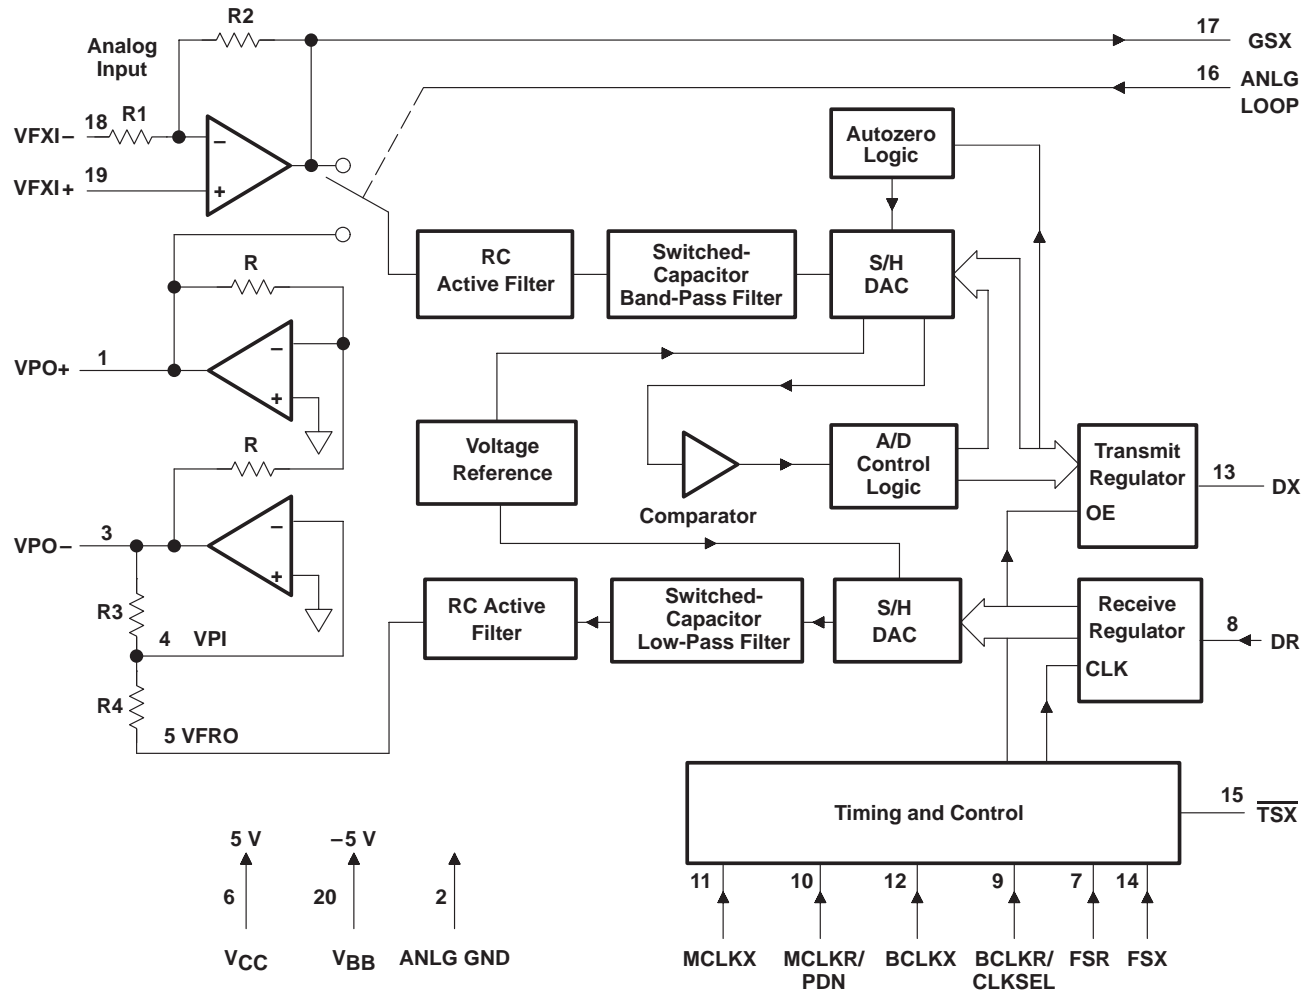 R2
17
GSX
Analog
Input
16
ANLG
LOOP
VFXI−
18
R1
−
Autozero
Logic
VFXI+
19
+
RC
Active Filter
Switched-
Capacitor
Band-Pass Filter
S/H
DAC
R
VPO+
1
−
+
Voltage
Reference
Comparator
A/D
Control
Logic
Transmit
Regulator
OE
13
DX
R
VPO−
3
−
+
R3
4 VPI
RC Active
Filter
Switched-
Capacitor
Low-Pass Filter
S/H
DAC
Receive
Regulator
CLK
8
DR
R4
5 VFRO
Timing and Control
15
TSX
5 V
−5 V
6
20
2
VCC
VBB
ANLG GND
11
10
12
9
7
14
MCLKX
MCLKR/
PDN
BCLKX
BCLKR/
CLKSEL
FSR
FSX